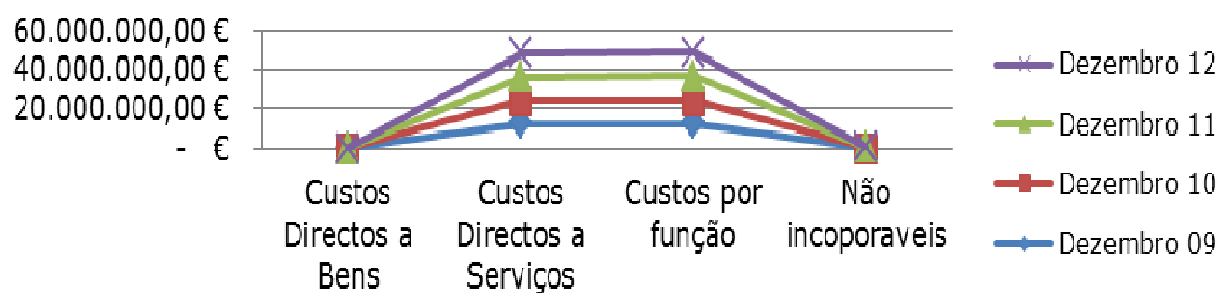 60.000.000,00 €
40.000.000,00 €
20.000.000,00 €
- €
Custos
Directos a
Bens
Custos
Directos a
Serviços
Custos por
função
Não
incoporaveis
Dezembro 12
Dezembro 11
Dezembro 10
Dezembro 09